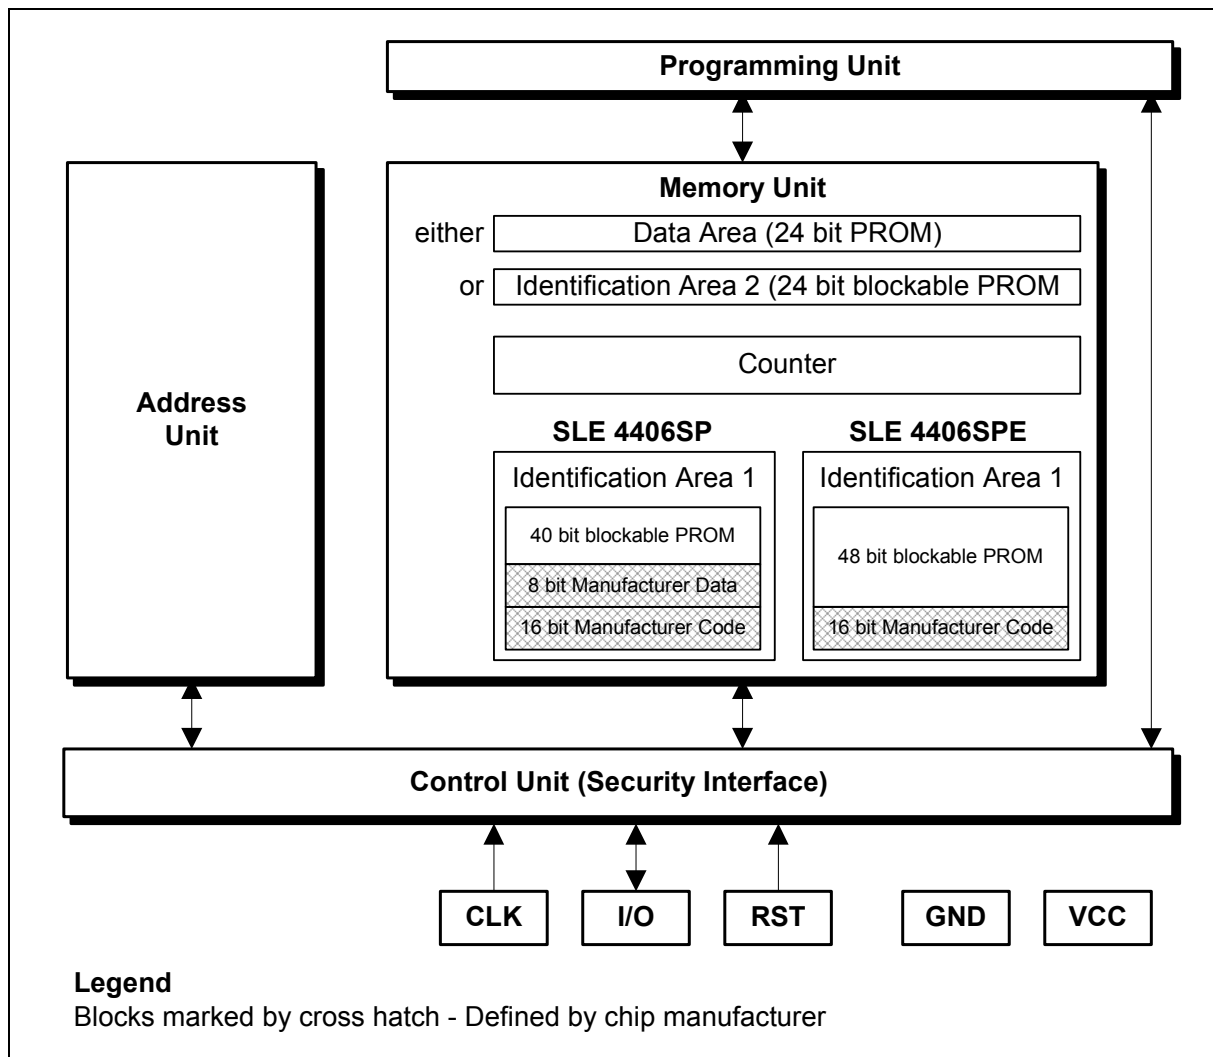 Programming Unit
Memory Unit
either Data Area (24 bit PROM)
or Identification Area 2 (24 bit blockable PROM
Counter
Address
Unit
SLE 4406SP SLE 4406SPE
Identification Area 1 Identification Area 1
40 bit blockable PROM
48 bit blockable PROM
8 bit Manufacturer Data
16 bit Manufacturer Code 16 bit Manufacturer Code
Control Unit (Security Interface)
CLK I/O RST GND VCC
Legend
Blocks marked by cross hatch - Defined by chip manufacturer